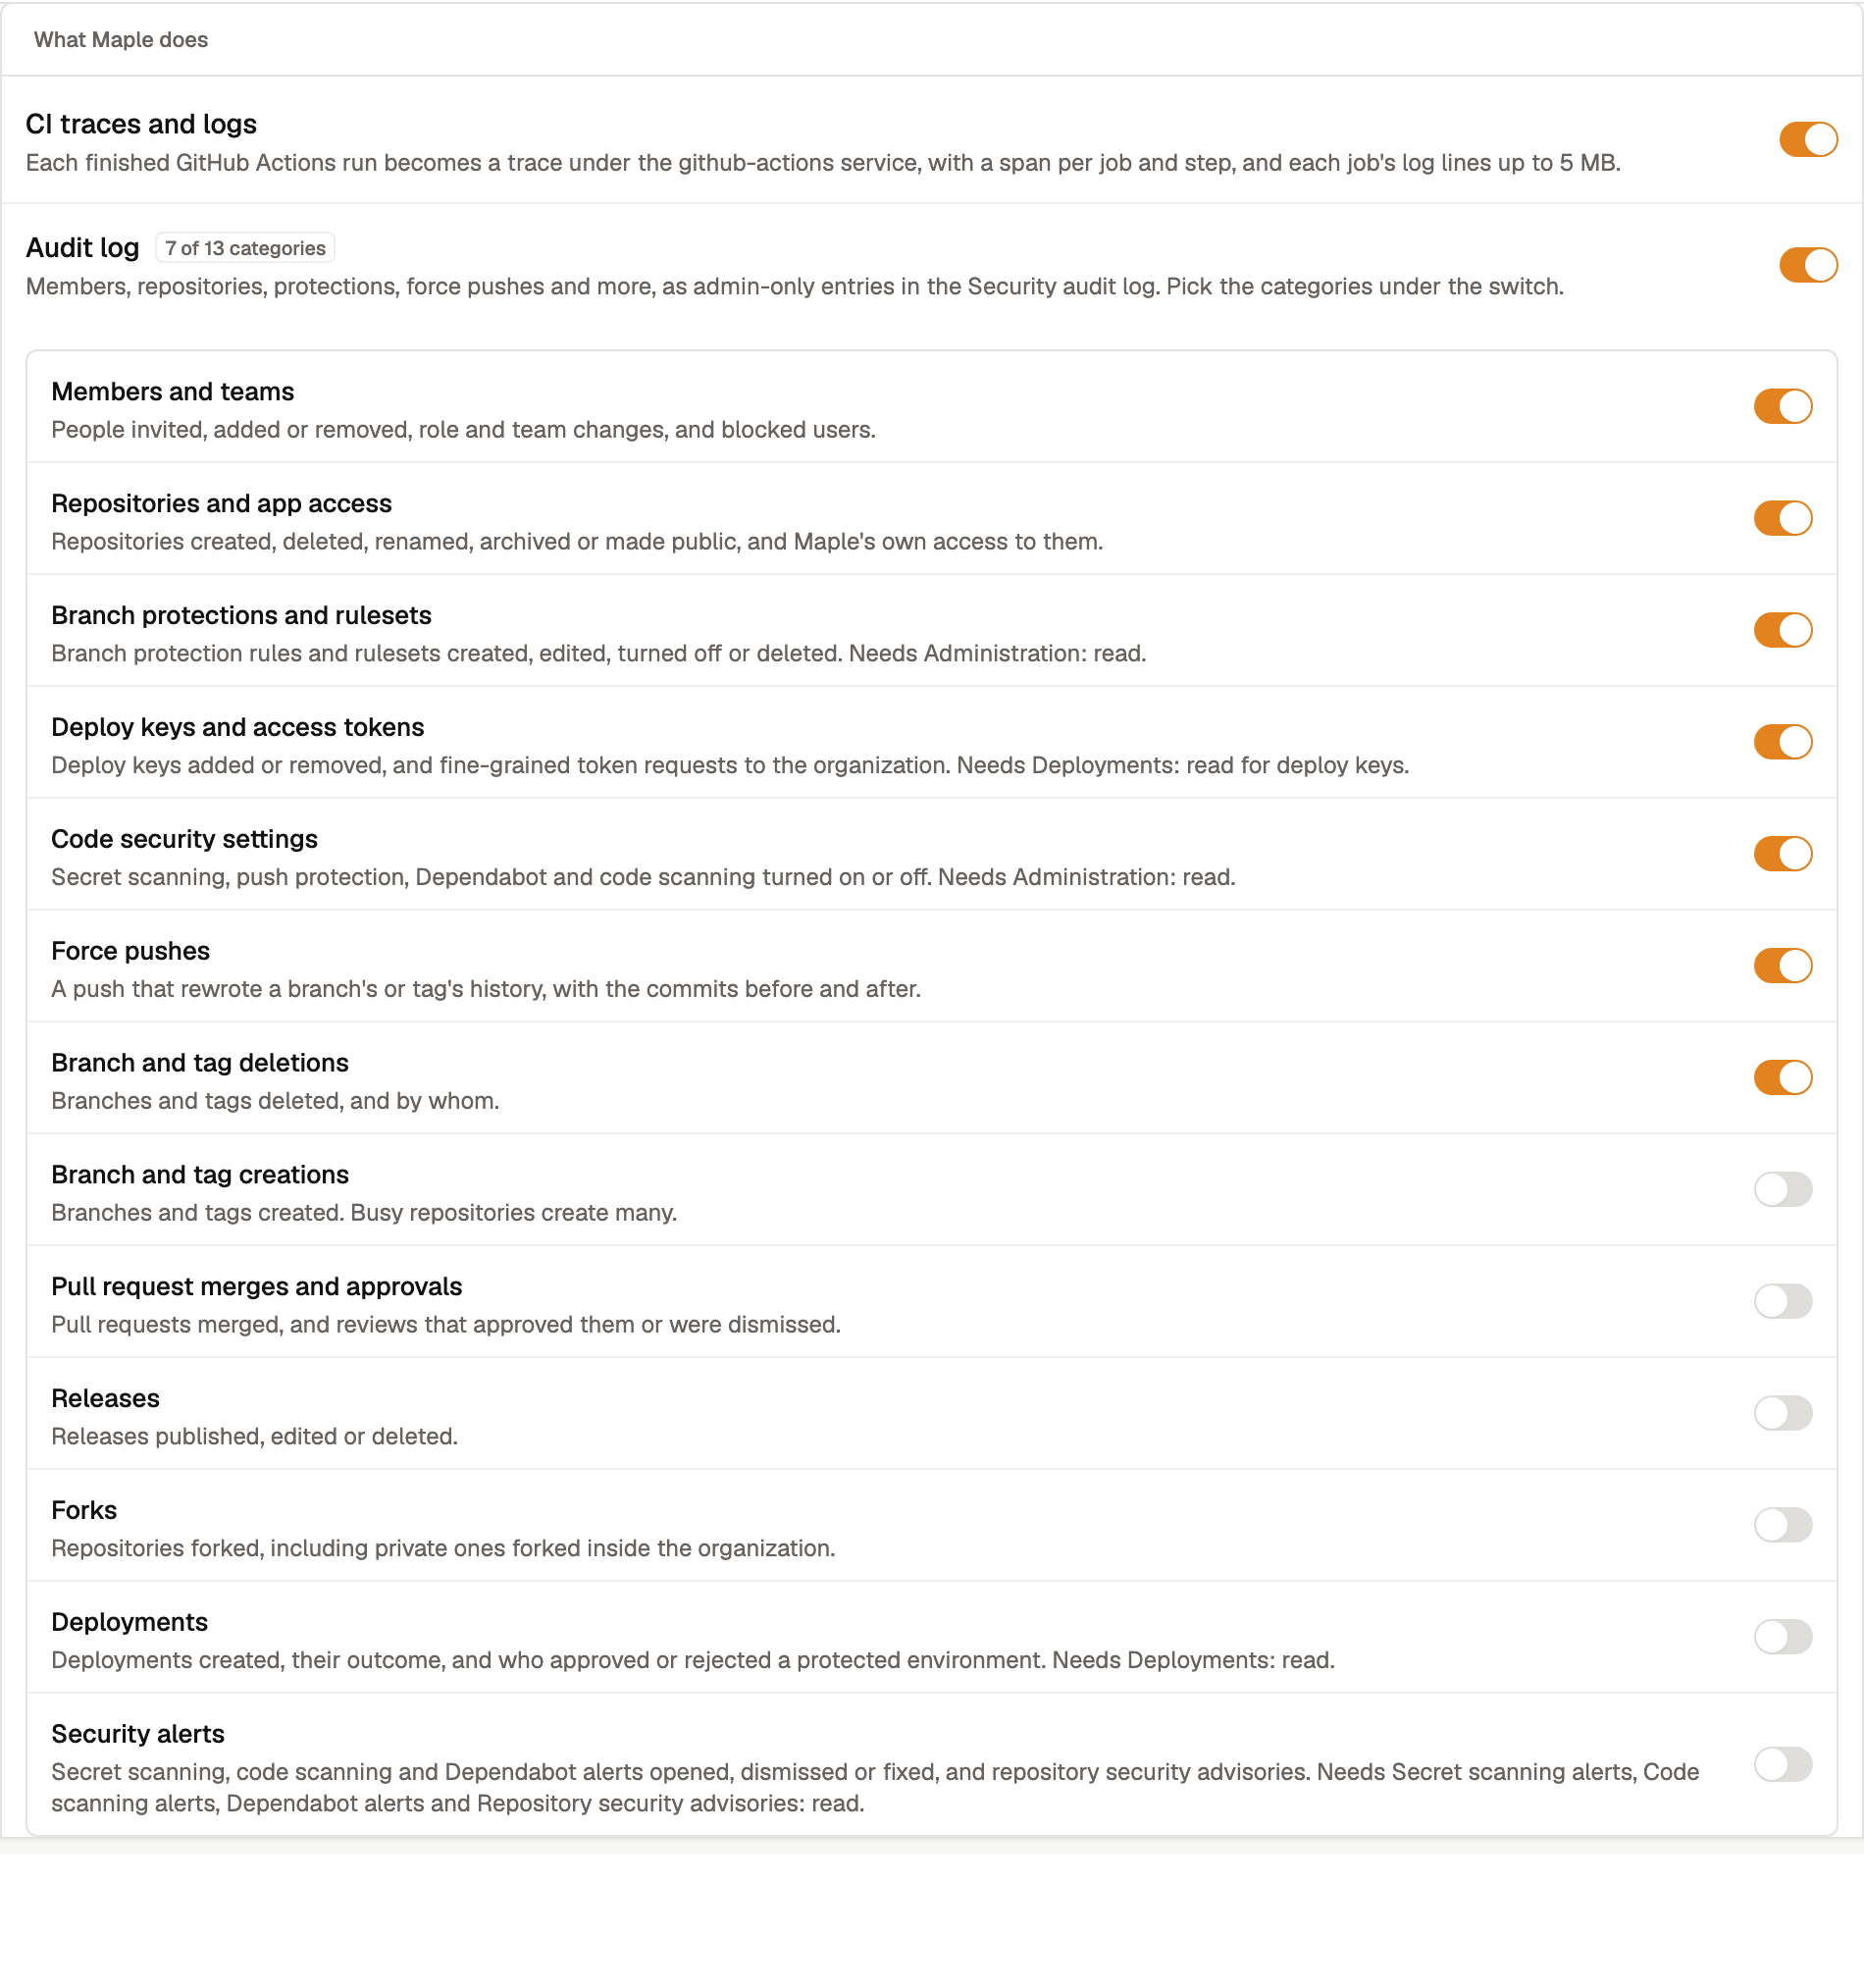 What Maple does
CI traces and logs
Each finished GitHub Actions run becomes a trace under the github-actions service, with a span per job and step, and each job's log lines up to 5 MB.
Audit log 7 of 13 categories
Members, repositories, protections, force pushes and more, as admin-only entries in the Security audit log. Pick the categories under the switch.
Members and teams
People invited, added or removed, role and team changes, and blocked users.
Repositories and app access
Repositories created, deleted, renamed, archived or made public, and Maple's own access to them.
Branch protections and rulesets
Branch protection rules and rulesets created, edited, turned off or deleted. Needs Administration: read.
Deploy keys and access tokens
Deploy keys added or removed, and fine-grained token requests to the organization. Needs Deployments: read for deploy keys.
Code security settings
Secret scanning, push protection, Dependabot and code scanning turned on or off. Needs Administration: read.
Force pushes
A push that rewrote a branch's or tag's history, with the commits before and after.
Branch and tag deletions
Branches and tags deleted, and by whom.
Branch and tag creations
Branches and tags created. Busy repositories create many.
Pull request merges and approvals
Pull requests merged, and reviews that approved them or were dismissed.
Releases
Releases published, edited or deleted.
Forks
Repositories forked, including private ones forked inside the organization.
Deployments
Deployments created, their outcome, and who approved or rejected a protected environment. Needs Deployments: read.
Security alerts
Secret scanning, code scanning and Dependabot alerts opened, dismissed or fixed, and repository security advisories. Needs Secret scanning alerts, Code
scanning alerts, Dependabot alerts and Repository security advisories: read.